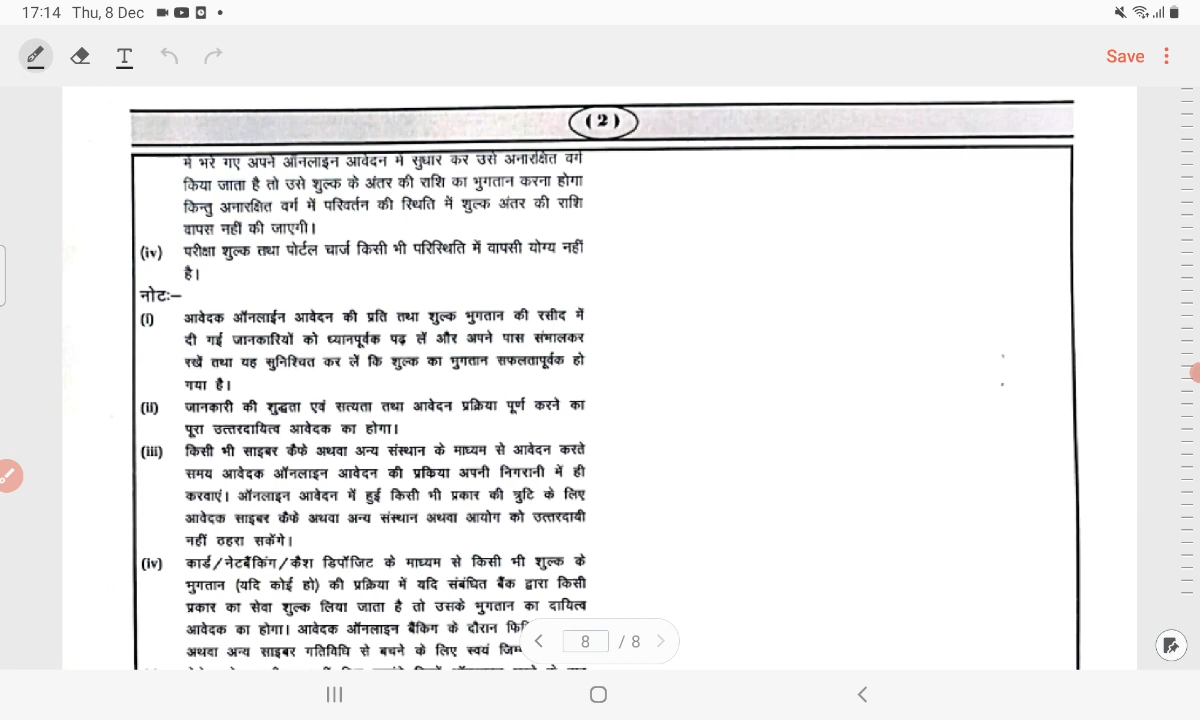 17:14 Thu, 8 Dec
T
Save
(2)
में भरे गए अपने ऑनलाइन आवेदन में सुधार कर उसे अनारक्षित वर्ग
किया जाता है तो उसे शुल्क के अंतर की राशि का भुगतान करना होगा
किन्तु अनारक्षित वर्ग में परिवर्तन की स्थिति में शुल्क अंतर की राशि
वापस नहीं की जाएगी।
(iv) परीक्षा शुल्क तथा पोर्टल चार्ज किसी भी परिस्थिति में वापसी योग्य नहीं
है।
नोटः–
(i) आवेदक ऑनलाईन आवेदन की प्रति तथा शुल्क भुगतान की रसीद में
दी गई जानकारियों को ध्यानपूर्वक पढ़ लें और अपने पास संभालकर
रखें तथा यह सुनिश्चित कर लें कि शुल्क का भुगतान सफलतापूर्वक हो
गया है।
(ii) जानकारी की शुद्धता एवं सत्यता तथा आवेदन प्रक्रिया पूर्ण करने का
पूरा उत्तरदायित्व आवेदक का होगा।
(iii) किसी भी साइबर कैफे अथवा अन्य संस्थान के माध्यम से आवेदन करते
समय आवेदक ऑनलाइन आवेदन की प्रकिया अपनी निगरानी में ही
करवाएं। ऑनलाइन आवेदन में हुई किसी भी प्रकार की त्रुटि के लिए
आवेदक साइबर कैफे अथवा अन्य संस्थान अथवा आयोग को उत्तरदायी
नहीं ठहरा सकेंगे।
(iv) कार्ड/नेटबैंकिंग/कैश डिपॉजिट के माध्यम से किसी भी शुल्क के
भुगतान (यदि कोई हो) की प्रक्रिया में यदि संबंधित बैंक द्वारा किसी
प्रकार का सेवा शुल्क लिया जाता है तो उसके भुगतान का दायित्व
आवेदक का होगा। आवेदक ऑनलाइन बैंकिग के दौरान
अथवा अन्य साइबर गतिविधि से बचने के लिए स्वयं
8 / 8